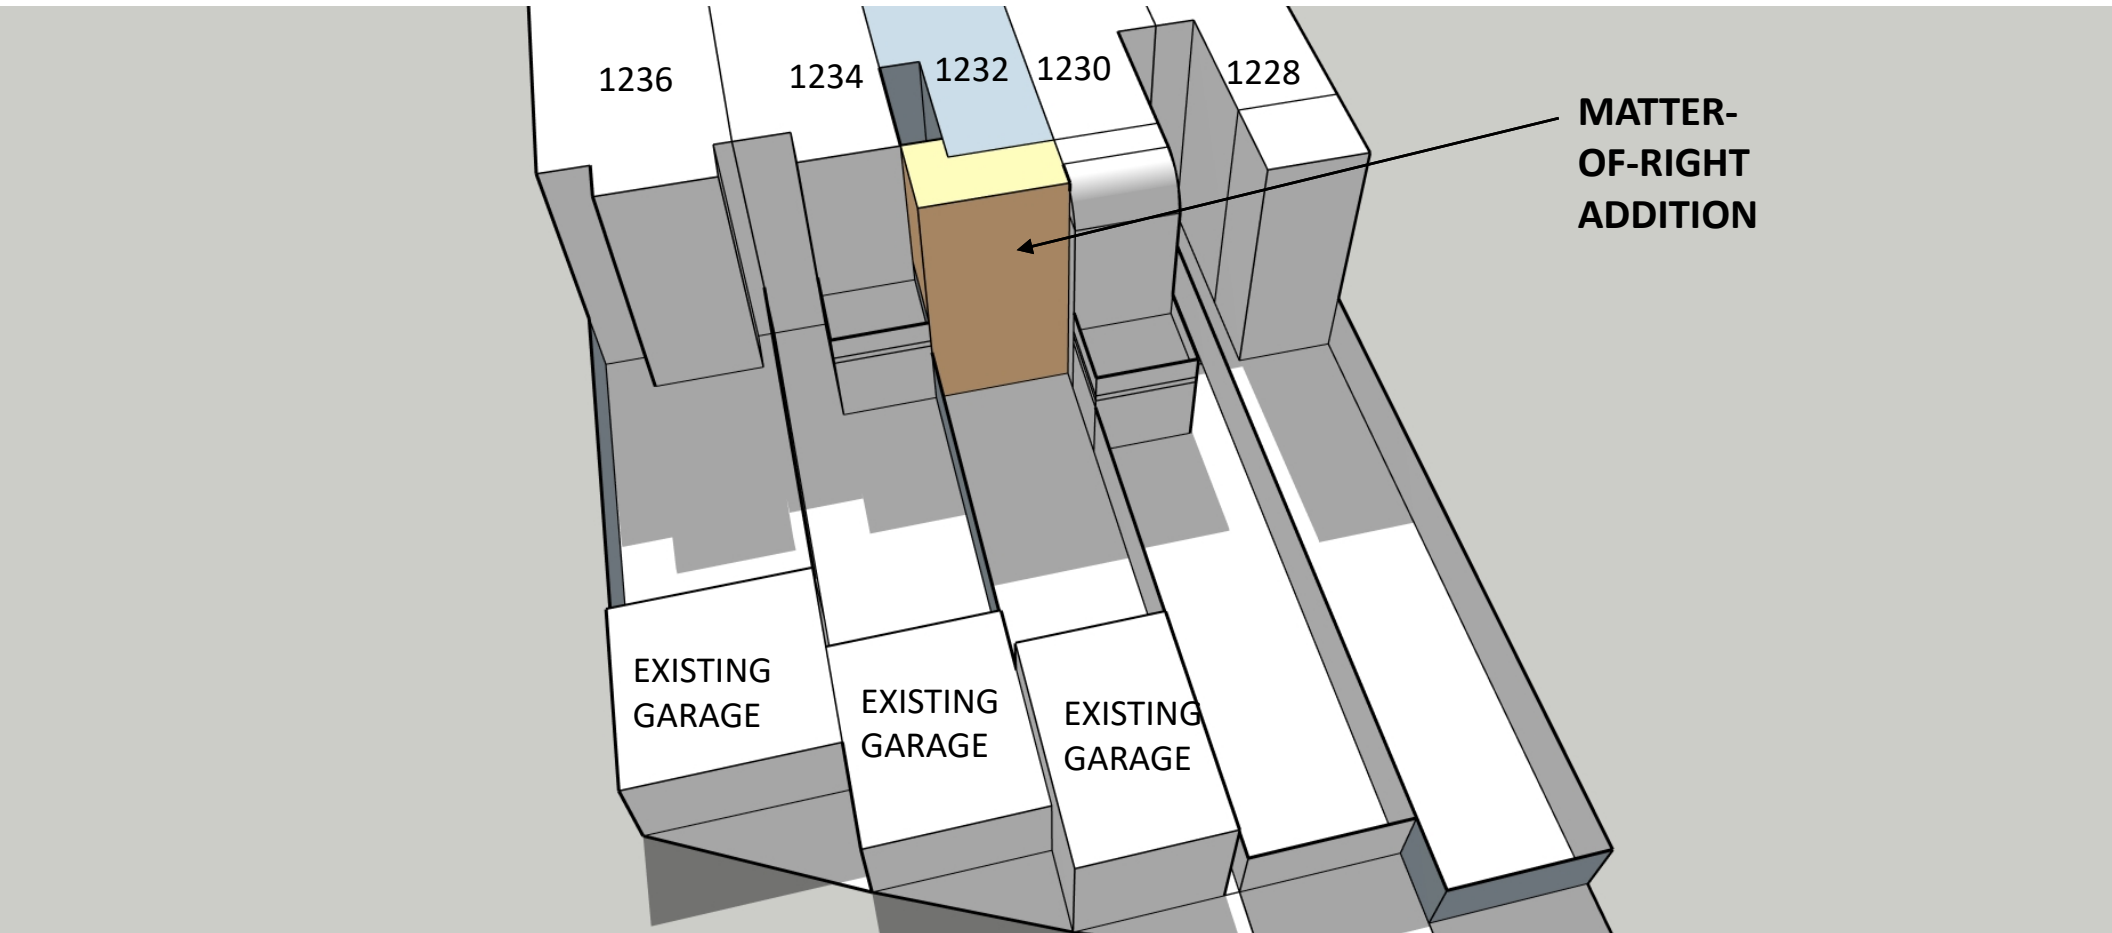 1236
1234
1232
1230
1228
MATTER-
OF-RIGHT
ADDITION
EXISTING
GARAGE
EXISTING
GARAGE
EXISTING
GARAGE